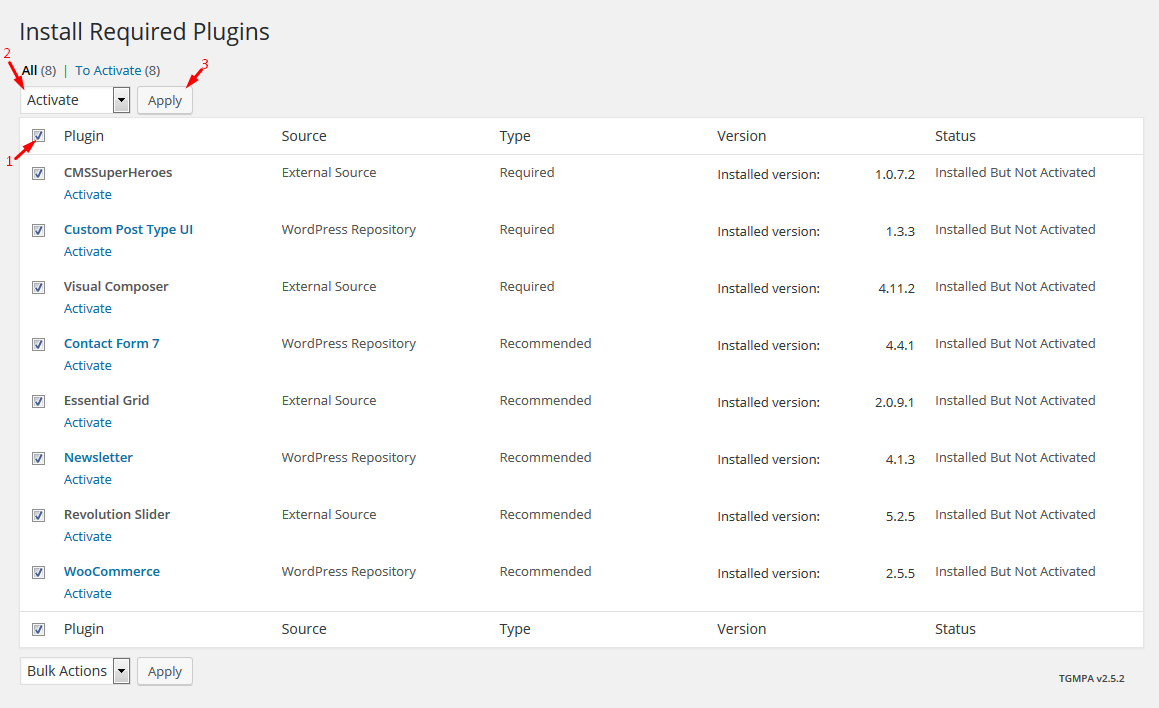 Install Required Plugins
2
All (8) | To Activate (8)
3
Activate Apply
Plugin Source Type Version Status
1
CMSSuperHeroes External Source Required Installed version: 1.0.7.2 Installed But Not Activated
Activate
Custom Post Type UI WordPress Repository Required Installed version: 1.3.3 Installed But Not Activated
Activate
Visual Composer External Source Required Installed version: 4.11.2 Installed But Not Activated
Activate
Contact Form 7 WordPress Repository Recommended Installed version: 4.4.1 Installed But Not Activated
Activate
Essential Grid External Source Recommended Installed version: 2.0.9.1 Installed But Not Activated
Activate
Newsletter WordPress Repository Recommended Installed version: 4.1.3 Installed But Not Activated
Activate
Revolution Slider External Source Recommended Installed version: 5.2.5 Installed But Not Activated
Activate
WooCommerce WordPress Repository Recommended Installed version: 2.5.5 Installed But Not Activated
Activate
Plugin Source Type Version Status
Bulk Actions Apply
TGMPA v2.5.2